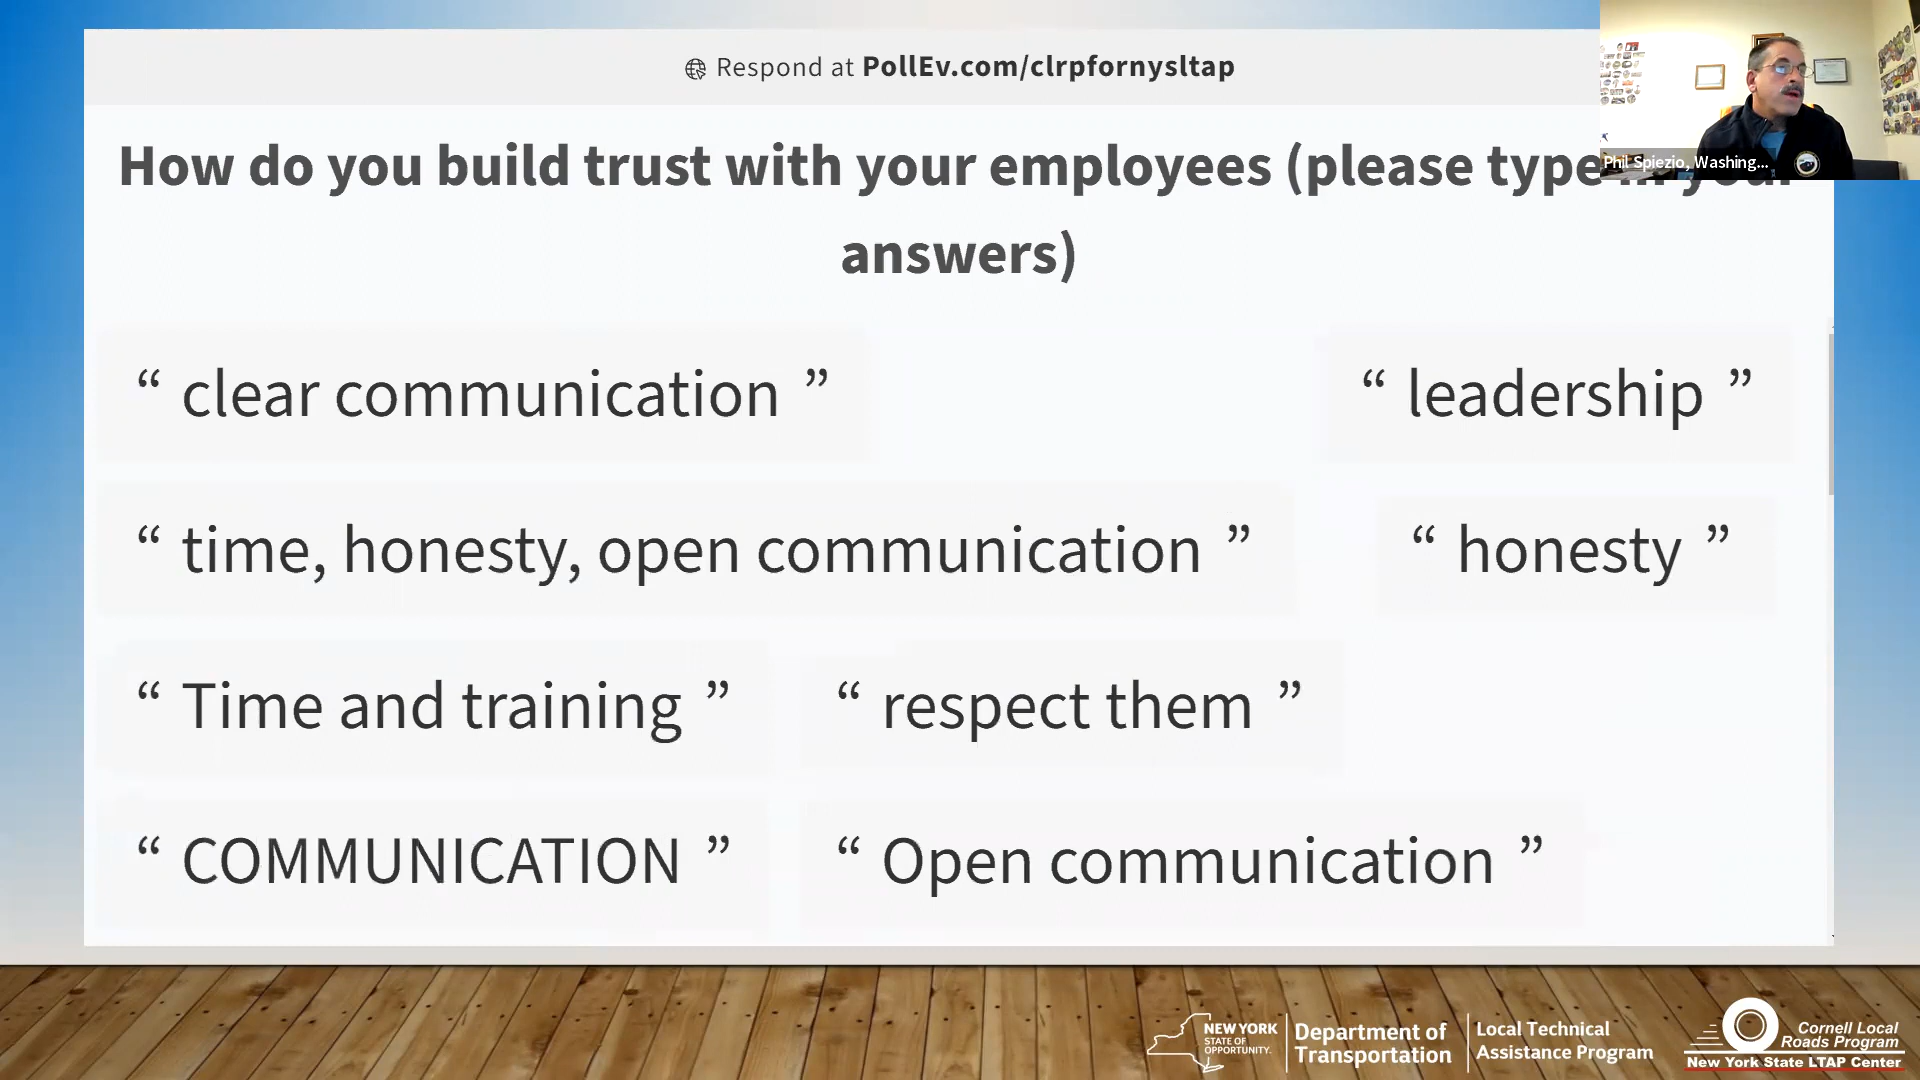 Respond at PollEv.com/clrpfornysltap
How do you build trust with your employees (please type in your
answers)
Phil Spiezio, Washing...
“ clear communication ”
“ leadership ”
“ time, honesty, open communication ”
“ honesty ”
“ Time and training ”
“ respect them ”
“ COMMUNICATION ”
“ Open communication ”
NEW YORK
STATE OF
OPPORTUNITY.
Department of
Transportation
Local Technical
Assistance Program
Cornell Local
Roads Program
New York State LTAP Center